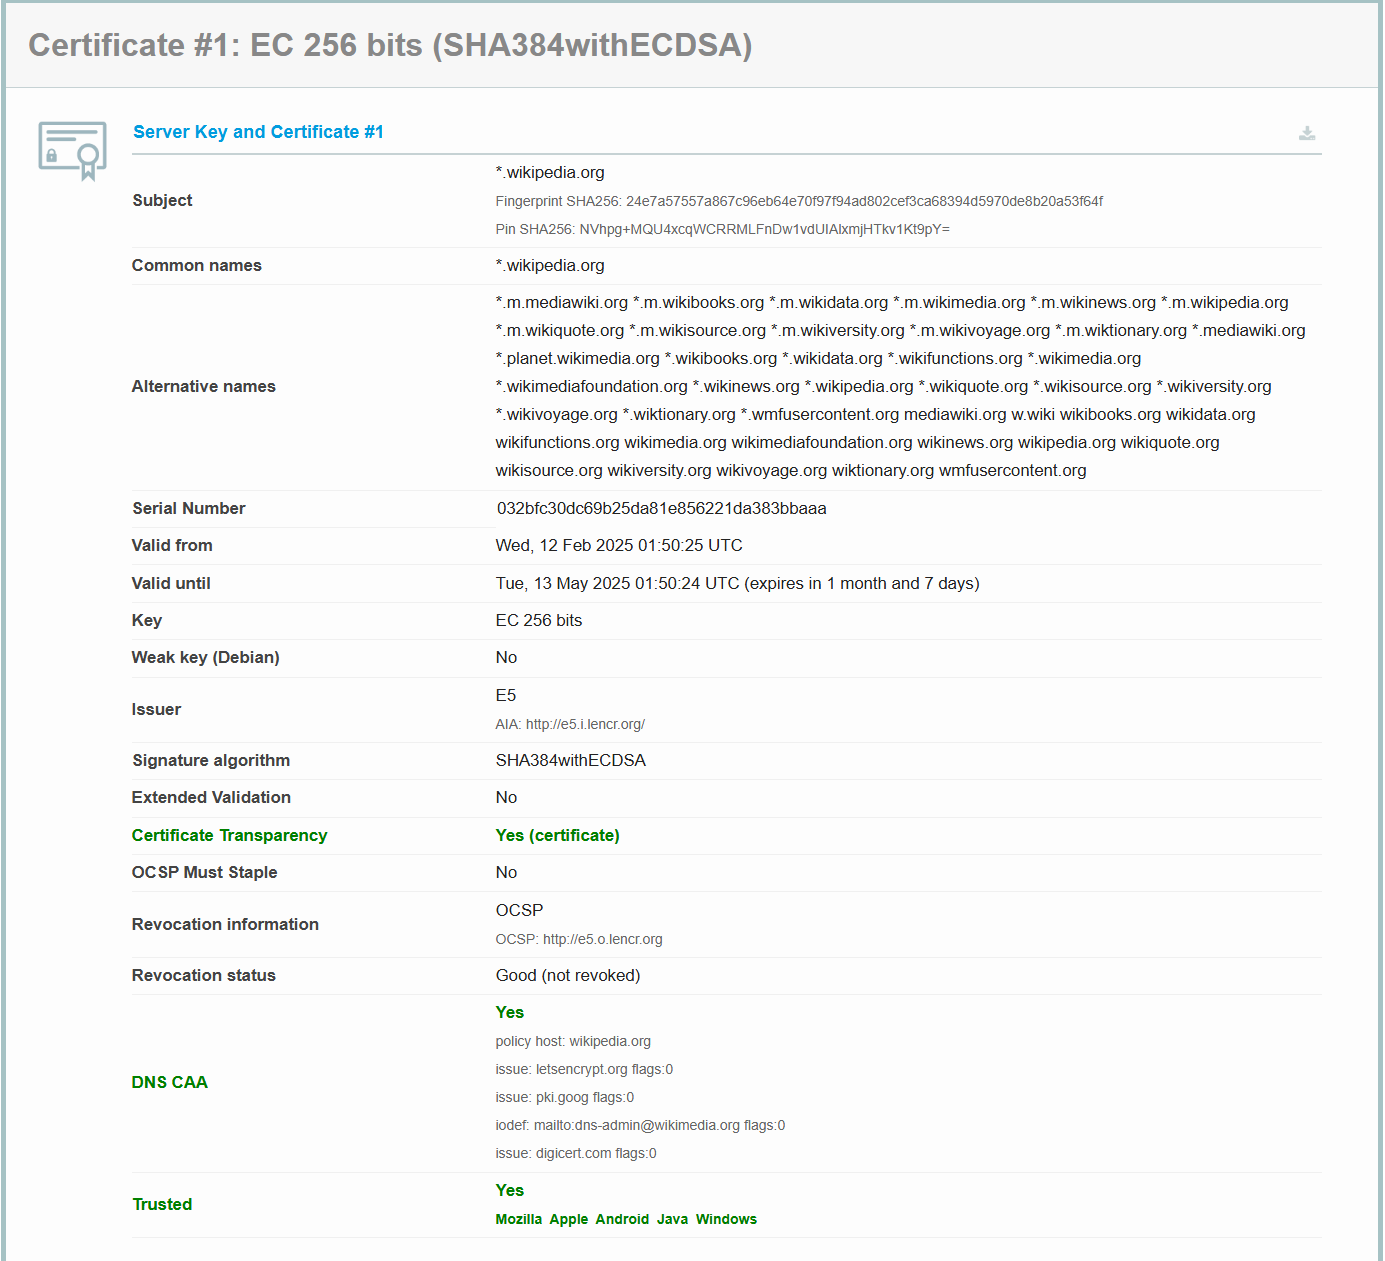 Certificate #1: EC 256 bits (SHA384withECDSA)
Server Key and Certificate #1
Subject
*.wikipedia.org
Fingerprint SHA256: 24e7a57557a867c96eb64e70f97f94ad802cef3ca68394d5970de8b20a53f64f
Pin SHA256: NVhpg+MQU4xcqWCRRMLFnDw1vdUIAlxmjHTkv1Kt9pY=
Common names
*.wikipedia.org
Alternative names
*.m.mediawiki.org *.m.wikibooks.org *.m.wikidata.org *.m.wikimedia.org *.m.wikinews.org *.m.wikipedia.org
*.m.wikiquote.org *.m.wikisource.org *.m.wikiversity.org *.m.wikivoyage.org *.m.wiktionary.org *.mediawiki.org
*.planet.wikimedia.org *.wikibooks.org *.wikidata.org *.wikifunctions.org *.wikimedia.org
*.wikimediafoundation.org *.wikinews.org *.wikipedia.org *.wikiquote.org *.wikisource.org *.wikiversity.org
*.wikivoyage.org *.wiktionary.org *.wmfusercontent.org mediawiki.org w.wiki wikibooks.org wikidata.org
wikifunctions.org wikimedia.org wikimediafoundation.org wikinews.org wikipedia.org wikiquote.org
wikisource.org wikiversity.org wikivoyage.org wiktionary.org wmfusercontent.org
Serial Number
032bfc30dc69b25da81e856221da383bbaaa
Valid from
Wed, 12 Feb 2025 01:50:25 UTC
Valid until
Tue, 13 May 2025 01:50:24 UTC (expires in 1 month and 7 days)
Key
EC 256 bits
Weak key (Debian)
No
Issuer
E5
AIA: http://e5.i.lencr.org/
Signature algorithm
SHA384withECDSA
Extended Validation
No
Certificate Transparency
Yes (certificate)
OCSP Must Staple
No
Revocation information
OCSP
OCSP: http://e5.o.lencr.org
Revocation status
Good (not revoked)
DNS CAA
Yes
policy host: wikipedia.org
issue: letsencrypt.org flags:0
issue: pki.goog flags:0
iodef: mailto:dns-admin@wikimedia.org flags:0
issue: digicert.com flags:0
Trusted
Yes
Mozilla Apple Android Java Windows